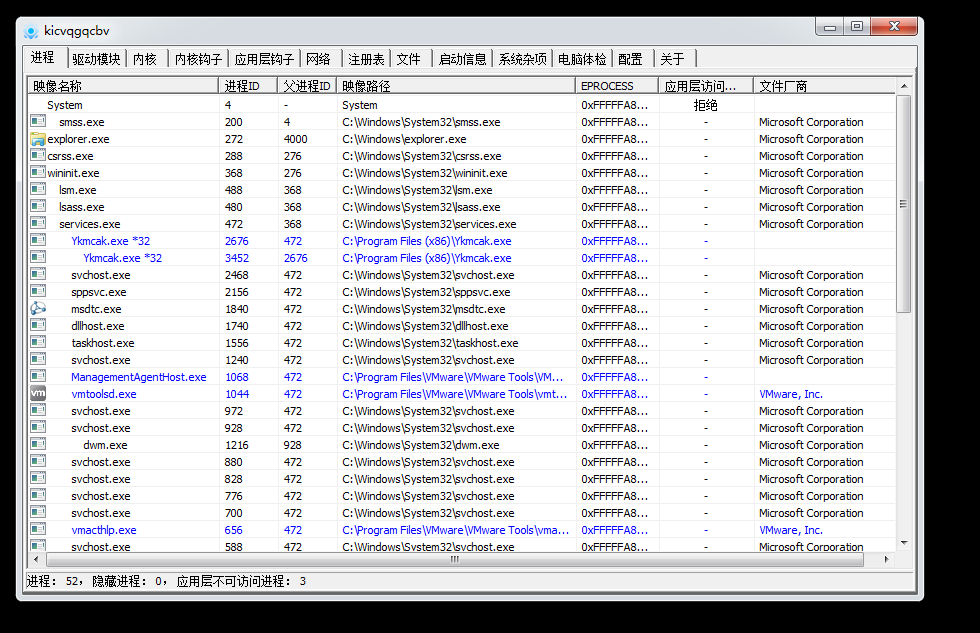 kicvqgqcbv
进程 驱动模块 内核 内核钩子 应用层钩子 网络 注册表 文件 启动信息 系统杂项 电脑体检 配置 关于
映像名称 进程ID 父进程ID 映像路径 EPROCESS 应用层访问... 文件厂商
System 4 - System 0xFFFFFA8... 拒绝
smss.exe 200 4 C:\Windows\System32\smss.exe 0xFFFFFA8... - Microsoft Corporation
explorer.exe 272 4000 C:\Windows\explorer.exe 0xFFFFFA8... - Microsoft Corporation
csrss.exe 288 276 C:\Windows\System32\csrss.exe 0xFFFFFA8... - Microsoft Corporation
wininit.exe 368 276 C:\Windows\System32\wininit.exe 0xFFFFFA8... - Microsoft Corporation
lsm.exe 488 368 C:\Windows\System32\lsm.exe 0xFFFFFA8... - Microsoft Corporation
lsass.exe 480 368 C:\Windows\System32\lsass.exe 0xFFFFFA8... - Microsoft Corporation
services.exe 472 368 C:\Windows\System32\services.exe 0xFFFFFA8... - Microsoft Corporation
Ykmcak.exe *32 2676 472 C:\Program Files (x86)\Ykmcak.exe 0xFFFFFA8... -
Ykmcak.exe *32 3452 2676 C:\Program Files (x86)\Ykmcak.exe 0xFFFFFA8... -
svchost.exe 2468 472 C:\Windows\System32\svchost.exe 0xFFFFFA8... - Microsoft Corporation
sppsvc.exe 2156 472 C:\Windows\System32\sppsvc.exe 0xFFFFFA8... - Microsoft Corporation
msdtc.exe 1840 472 C:\Windows\System32\msdtc.exe 0xFFFFFA8... - Microsoft Corporation
dllhost.exe 1740 472 C:\Windows\System32\dllhost.exe 0xFFFFFA8... - Microsoft Corporation
taskhost.exe 1556 472 C:\Windows\System32\taskhost.exe 0xFFFFFA8... - Microsoft Corporation
svchost.exe 1240 472 C:\Windows\System32\svchost.exe 0xFFFFFA8... - Microsoft Corporation
ManagementAgentHost.exe 1068 472 C:\Program Files\VMware\VMware Tools\VM... 0xFFFFFA8... -
vm vmtoolsd.exe 1044 472 C:\Program Files\VMware\VMware Tools\vmt... 0xFFFFFA8... - VMware, Inc.
svchost.exe 972 472 C:\Windows\System32\svchost.exe 0xFFFFFA8... - Microsoft Corporation
svchost.exe 928 472 C:\Windows\System32\svchost.exe 0xFFFFFA8... - Microsoft Corporation
dwm.exe 1216 928 C:\Windows\System32\dwm.exe 0xFFFFFA8... - Microsoft Corporation
svchost.exe 880 472 C:\Windows\System32\svchost.exe 0xFFFFFA8... - Microsoft Corporation
svchost.exe 828 472 C:\Windows\System32\svchost.exe 0xFFFFFA8... - Microsoft Corporation
svchost.exe 776 472 C:\Windows\System32\svchost.exe 0xFFFFFA8... - Microsoft Corporation
svchost.exe 700 472 C:\Windows\System32\svchost.exe 0xFFFFFA8... - Microsoft Corporation
vmacthlp.exe 656 472 C:\Program Files\VMware\VMware Tools\vma... 0xFFFFFA8... - VMware, Inc.
svchost.exe 588 472 C:\Windows\System32\svchost.exe 0xFFFFFA8... - Microsoft Corporation
进程: 52, 隐藏进程: 0, 应用层不可访问进程: 3